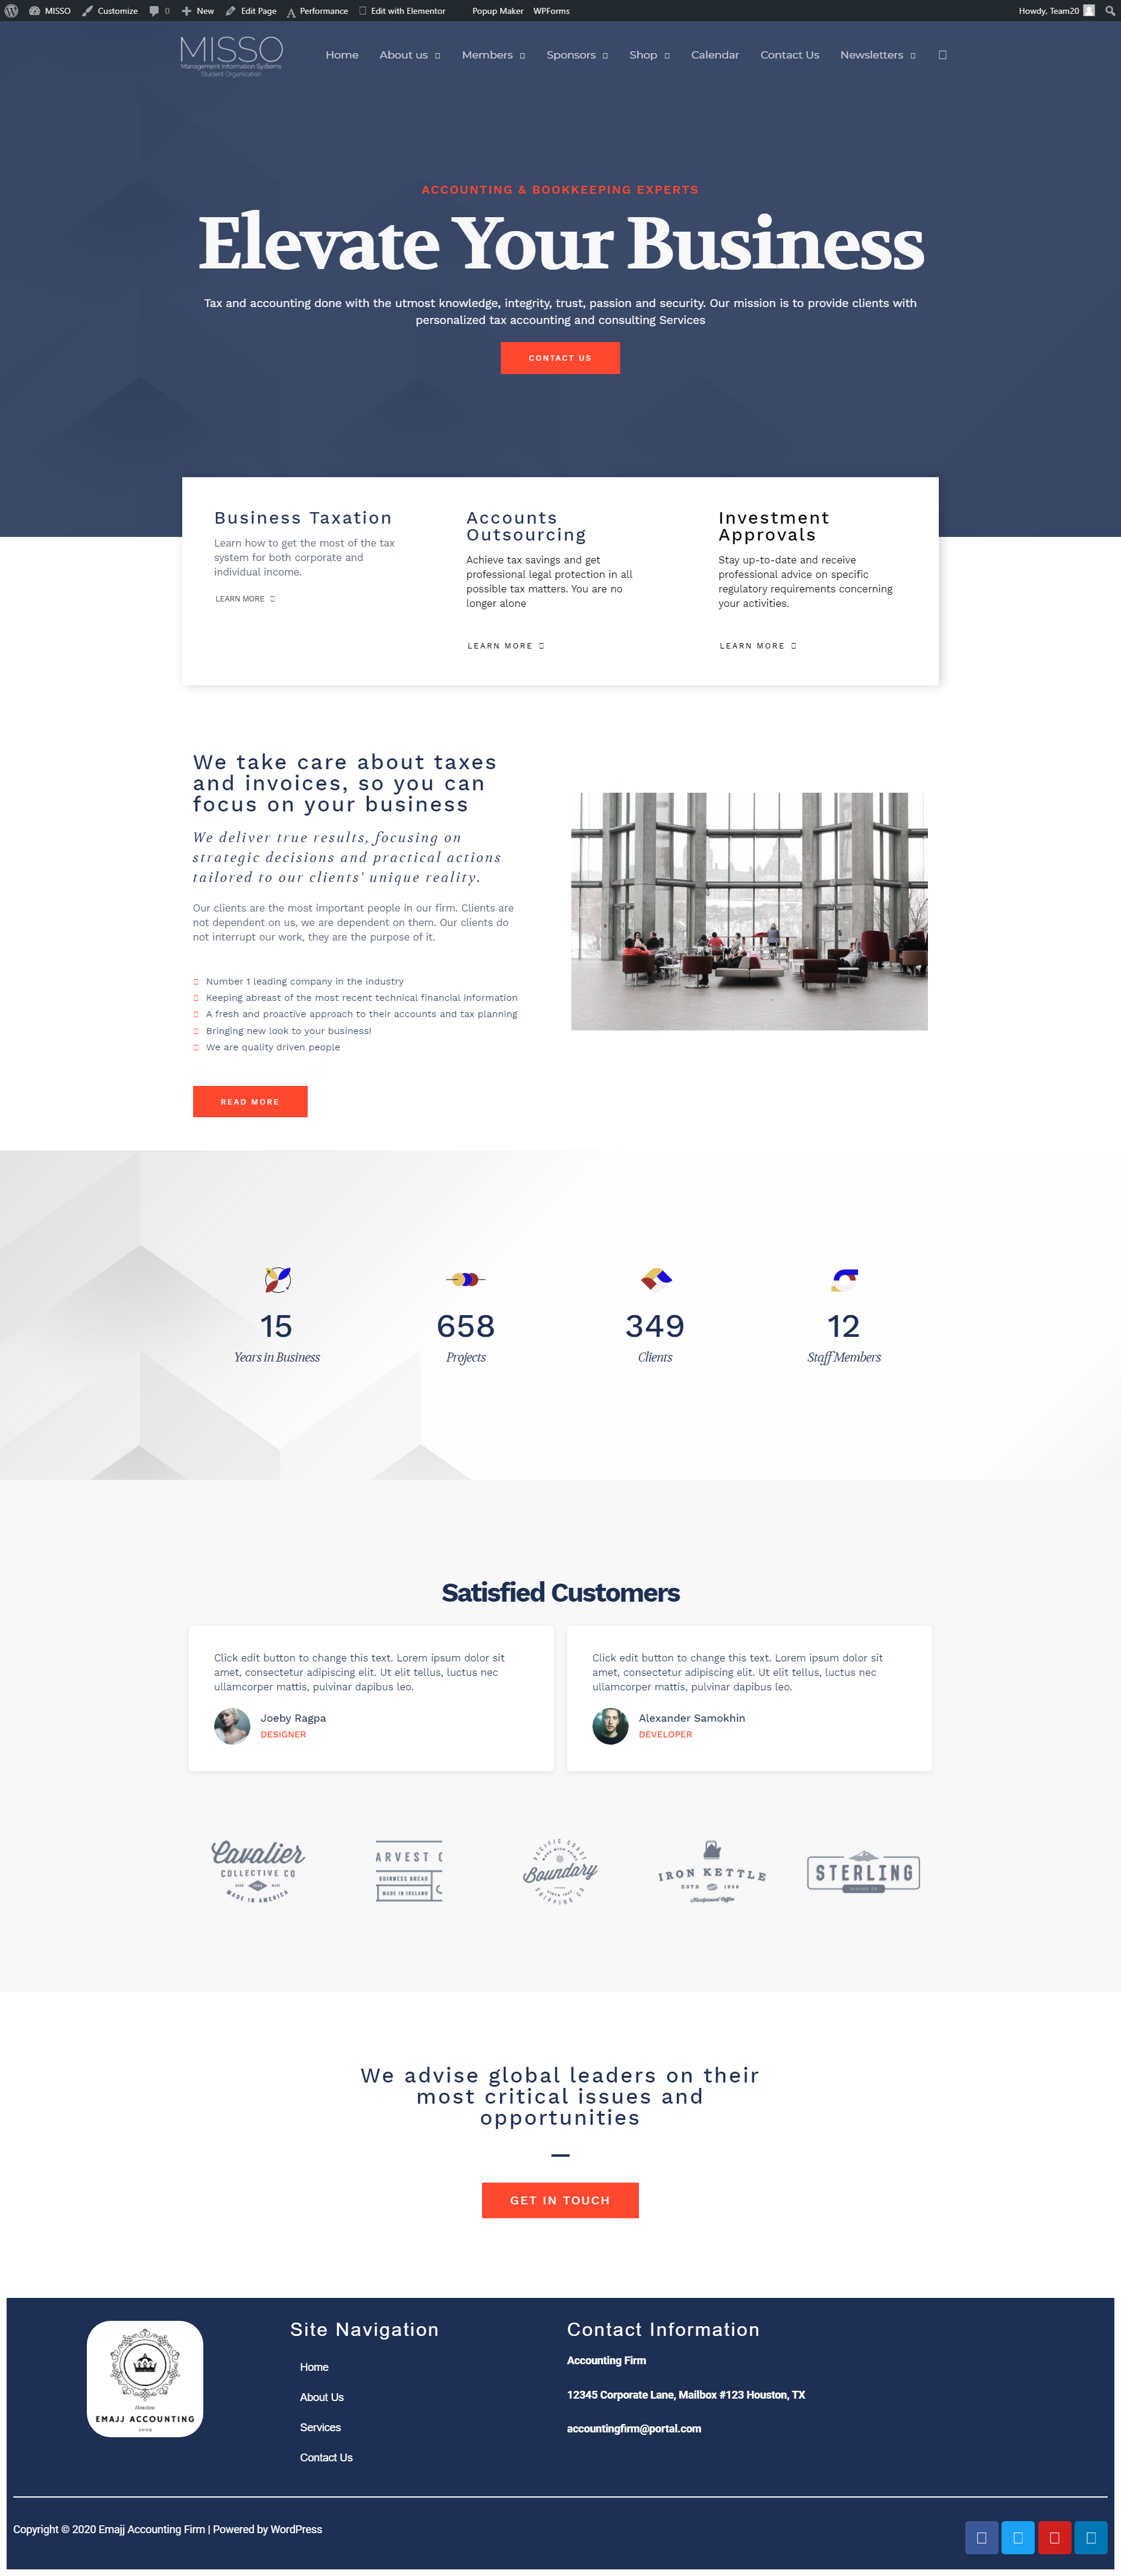 MISSO Customize 0 New Edit Page Performance Edit with Elementor Popup Maker WPForms Howdy, Team20
MISSO
Management Information Systems
Student Organization
Home About us Members Sponsors Shop Calendar Contact Us Newsletters
ACCOUNTING & BOOKKEEPING EXPERTS
Elevate Your Business
Tax and accounting done with the utmost knowledge, integrity, trust, passion and security. Our mission is to provide clients with
personalized tax accounting and consulting Services
CONTACT US
Business Taxation
Learn how to get the most of the tax
system for both corporate and
individual income.
LEARN MORE
Accounts
Outsourcing
Achieve tax savings and get
professional legal protection in all
possible tax matters. You are no
longer alone
LEARN MORE
Investment
Approvals
Stay up-to-date and receive
professional advice on specific
regulatory requirements concerning
your activities.
LEARN MORE
We take care about taxes
and invoices, so you can
focus on your business
We deliver true results, focusing on
strategic decisions and practical actions
tailored to our clients' unique reality.
Our clients are the most important people in our firm. Clients are
not dependent on us, we are dependent on them. Our clients do
not interrupt our work, they are the purpose of it.
Number 1 leading company in the industry
Keeping abreast of the most recent technical financial information
A fresh and proactive approach to their accounts and tax planning
Bringing new look to your business!
We are quality driven people
READ MORE
15
Years in Business
658
Projects
349
Clients
12
Staff Members
Satisfied Customers
Click edit button to change this text. Lorem ipsum dolor sit
amet, consectetur adipiscing elit. Ut elit tellus, luctus nec
ullamcorper mattis, pulvinar dapibus leo.
Joeby Ragpa
DESIGNER
Click edit button to change this text. Lorem ipsum dolor sit
amet, consectetur adipiscing elit. Ut elit tellus, luctus nec
ullamcorper mattis, pulvinar dapibus leo.
Alexander Samokhin
DEVELOPER
Cavalier
COLLECTIVE CO
MADE IN AMERICA
ARVEST
GUINNESS BREAD
MADE IN IRELAND
PACIFIC COAST
Boundary
SHIPPING CO
IRON KETTLE
ESTD 1946
STERLING
We advise global leaders on their
most critical issues and
opportunities
GET IN TOUCH
Houston
EMAJJ ACCOUNTING
2009
Site Navigation
Home
About Us
Services
Contact Us
Contact Information
Accounting Firm
12345 Corporate Lane, Mailbox #123 Houston, TX
accountingfirm@portal.com
Copyright © 2020 Emajj Accounting Firm | Powered by WordPress